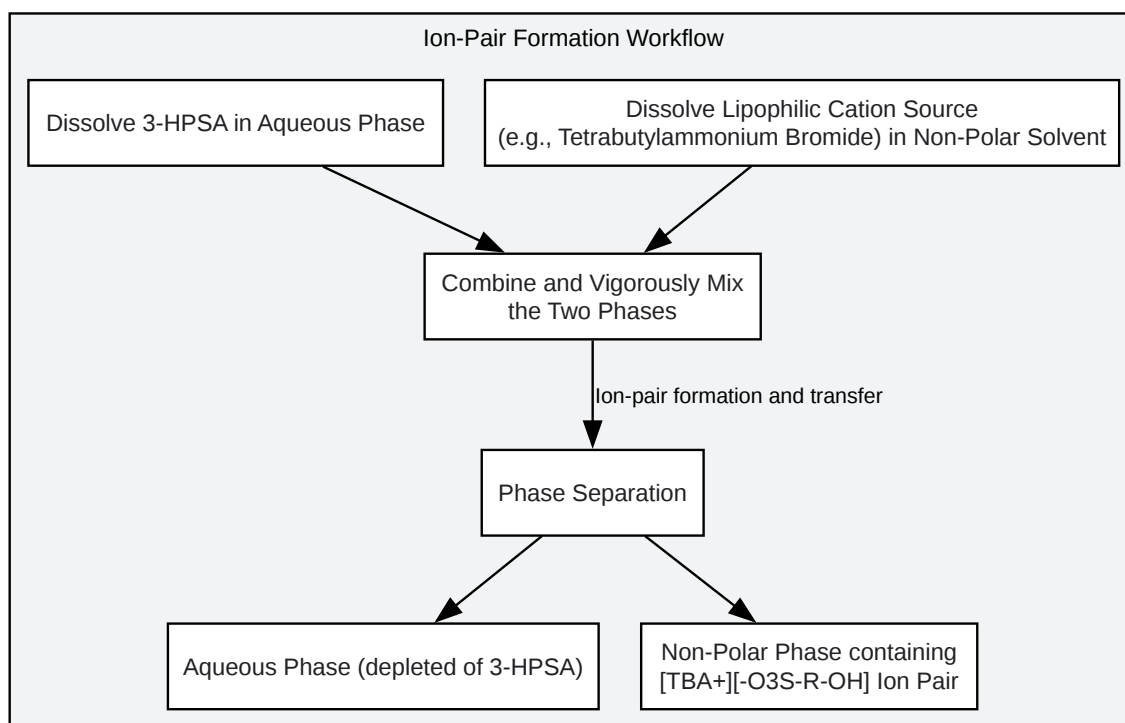 Ion-Pair Formation Workflow
Dissolve 3-HPSA in Aqueous Phase
Dissolve Lipophilic Cation Source
(e.g., Tetrabutylammonium Bromide) in Non-Polar Solvent
Combine and Vigorously Mix
the Two Phases
Ion-pair formation and transfer
Phase Separation
Aqueous Phase (depleted of 3-HPSA)
Non-Polar Phase containing
[TBA+][-O3S-R-OH] Ion Pair